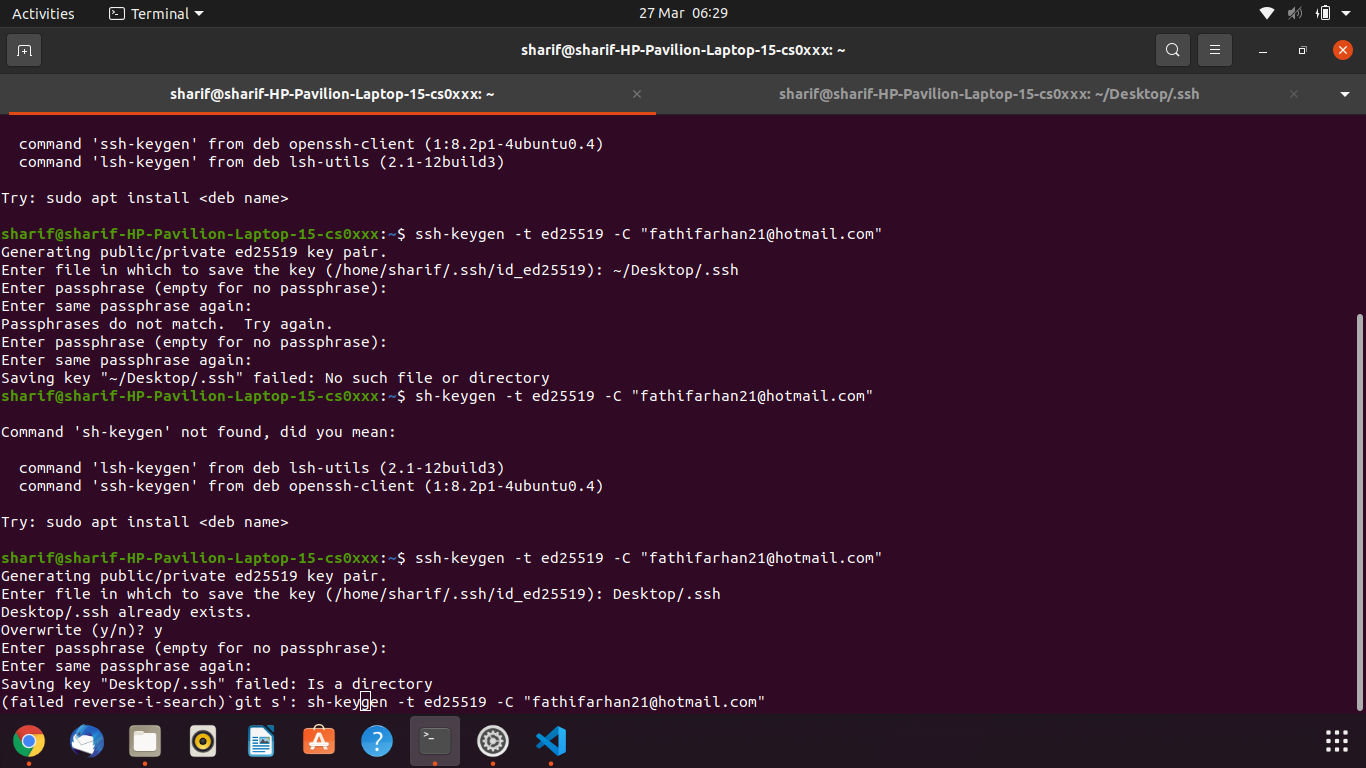 Activities
Terminal
27 Mar 06:29
sharif@sharif-HP-Pavilion-Laptop-15-cs0xxx: ~
sharif@sharif-HP-Pavilion-Laptop-15-cs0xxx: ~
sharif@sharif-HP-Pavilion-Laptop-15-cs0xxx: ~/Desktop/.ssh
command 'ssh-keygen' from deb openssh-client (1:8.2p1-4ubuntu0.4)
command 'lsh-keygen' from deb lsh-utils (2.1-12build3)
Try: sudo apt install <deb name>
sharif@sharif-HP-Pavilion-Laptop-15-cs0xxx:~$ ssh-keygen -t ed25519 -C "fathifarhan21@hotmail.com"
Generating public/private ed25519 key pair.
Enter file in which to save the key (/home/sharif/.ssh/id_ed25519): ~/Desktop/.ssh
Enter passphrase (empty for no passphrase):
Enter same passphrase again:
Passphrases do not match.  Try again.
Enter passphrase (empty for no passphrase):
Enter same passphrase again:
Saving key "~/Desktop/.ssh" failed: No such file or directory
sharif@sharif-HP-Pavilion-Laptop-15-cs0xxx:~$ sh-keygen -t ed25519 -C "fathifarhan21@hotmail.com"
Command 'sh-keygen' not found, did you mean:
command 'lsh-keygen' from deb lsh-utils (2.1-12build3)
command 'ssh-keygen' from deb openssh-client (1:8.2p1-4ubuntu0.4)
Try: sudo apt install <deb name>
sharif@sharif-HP-Pavilion-Laptop-15-cs0xxx:~$ ssh-keygen -t ed25519 -C "fathifarhan21@hotmail.com"
Generating public/private ed25519 key pair.
Enter file in which to save the key (/home/sharif/.ssh/id_ed25519): Desktop/.ssh
Desktop/.ssh already exists.
Overwrite (y/n)? y
Enter passphrase (empty for no passphrase):
Enter same passphrase again:
Saving key "Desktop/.ssh" failed: Is a directory
(failed reverse-i-search)`git s': sh-keygen -t ed25519 -C "fathifarhan21@hotmail.com"